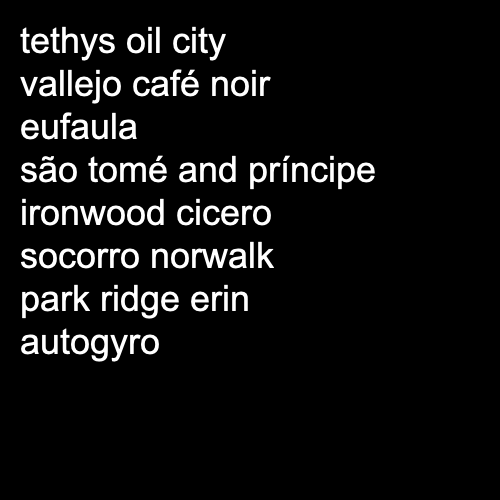 tethys oil city
vallejo café noir
eufaula
são tomé and príncipe
ironwood cicero
socorro norwalk
park ridge erin
autogyro